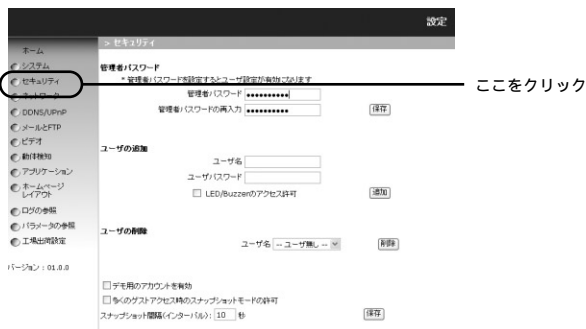 設定
ホーム
> セキュリティ
システム
セキュリティ
ネットワーク
DDNS/UPnP
メールとFTP
ビデオ
動体検知
アプリケーション
ホームページ
レイアウト
ログの参照
パラメータの参照
工場出荷設定
バージョン : 01.0.0
管理者パスワード
* 管理者パスワードを設定するとユーザ設定が有効になります
管理者パスワード ●●●●●●●●●●
管理者パスワードの再入力 ●●●●●●●●●● 保存
ユーザの追加
ユーザ名
ユーザパスワード
LED/Buzzerのアクセス許可 追加
ユーザの削除
ユーザ名 -- ユーザ無し -- 削除
デモ用のアカウントを有効
多くのゲストアクセス時のスナップショットモードの許可
スナップショット間隔(インターバル): 10 秒 保存
ここをクリック